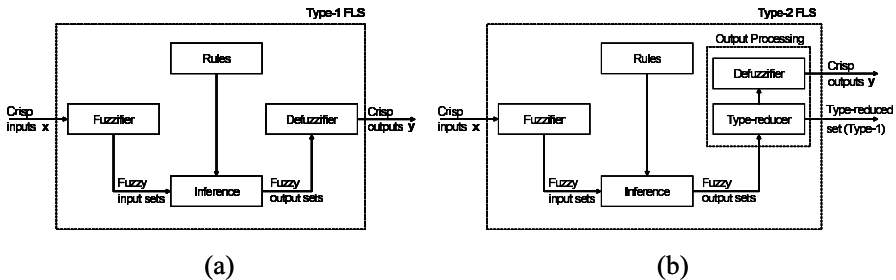 Type-1 FLS
Rules
Crisp
inputs x
Fuzzifier
Defuzzifier
Crisp
outputs y
Fuzzy
input sets
Inference
Fuzzy
output sets
(a)
Type-2 FLS
Output Processing
Rules
Defuzzifier
Crisp
outputs y
Crisp
inputs x
Fuzzifier
Type-reducer
Type-reduced
set (Type-1)
Fuzzy
input sets
Inference
Fuzzy
output sets
(b)